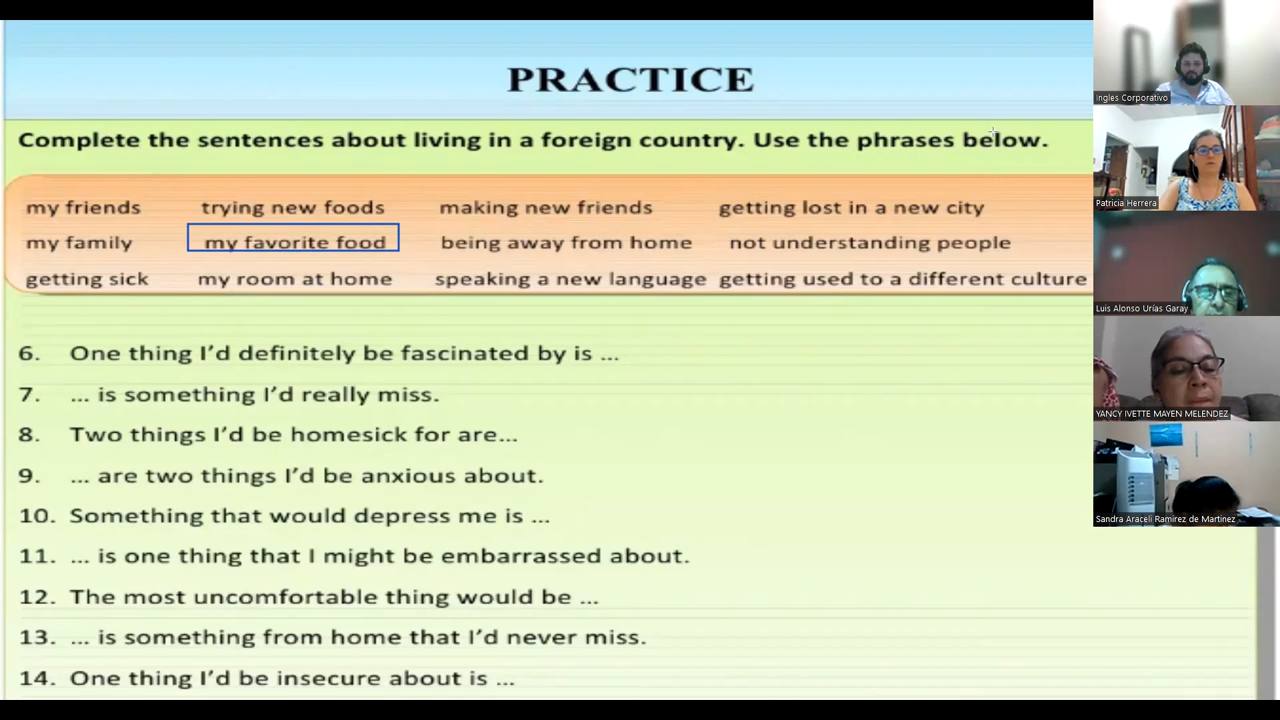 PRACTICE
Complete the sentences about living in a foreign country. Use the phrases below.
my friends trying new foods making new friends getting lost in a new city
my family my favorite food being away from home not understanding people
getting sick my room at home speaking a new language getting used to a different culture
6. One thing I’d definitely be fascinated by is ...
7. ... is something I’d really miss.
8. Two things I’d be homesick for are...
9. ... are two things I’d be anxious about.
10. Something that would depress me is ...
11. ... is one thing that I might be embarrassed about.
12. The most uncomfortable thing would be ...
13. ... is something from home that I’d never miss.
14. One thing I’d be insecure about is ...
Ingles Corporativo
Patricia Herrera
Luis Alonso Urías Garay
YANCY IVETTE MAYEN MELENDEZ
Sandra Araceli Ramirez de Martinez